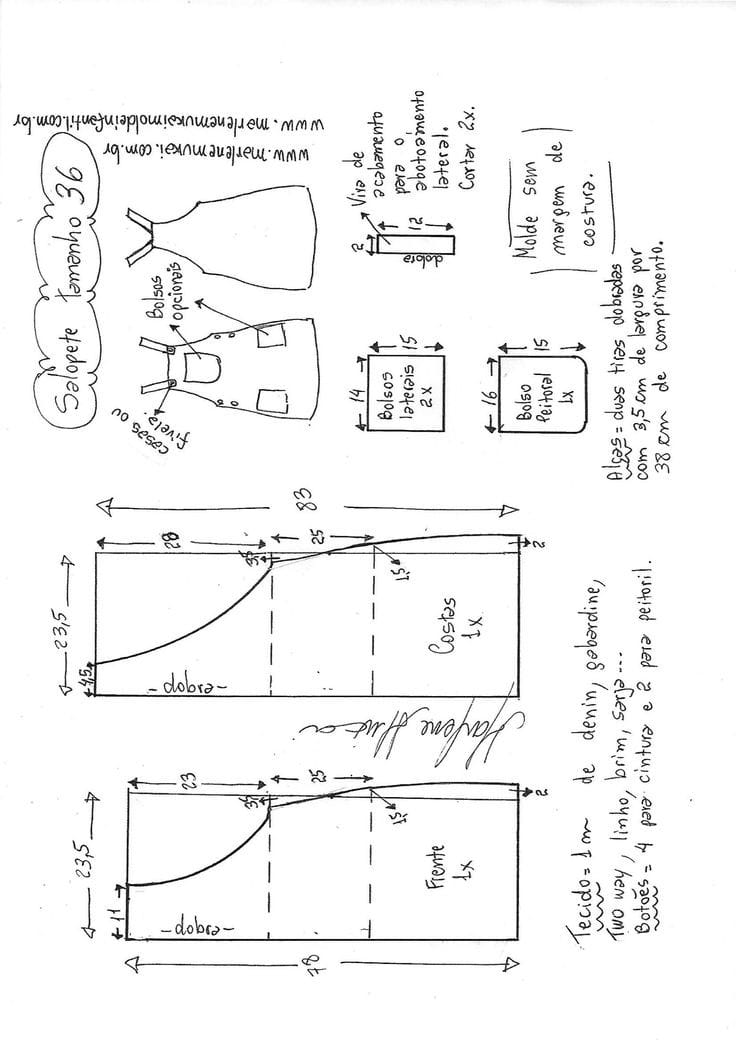 Salopete tamanho 36
www.marlenemukai.com.br
www.marlenemukaimoldeinfantil.com.br
casas ou
fivela.
Bolsos
opcionais
Vira de
acabamento
para o
abotoamento
lateral.
Cortar 2x.
12
2
dobra
Molde sem
margem de
costura.
14
15
Bolsos
laterais
2x
16
15
Bolso
Peitoral
1x
Alças = duas tiras dobradas
com 3,5 cm de largura por
38 cm de comprimento.
83
23,5
4,5
28
3,5
25
1,5
2
-dobra-
Costas
1x
Marlene Mukai
23,5
11
23
3,5
25
1,5
2
78
-dobra-
Frente
1x
Tecido = 1m de denin, gabardine,
Two way, linho, brim, sarja...
Botões = 4 para cintura e 2 para peitoril.